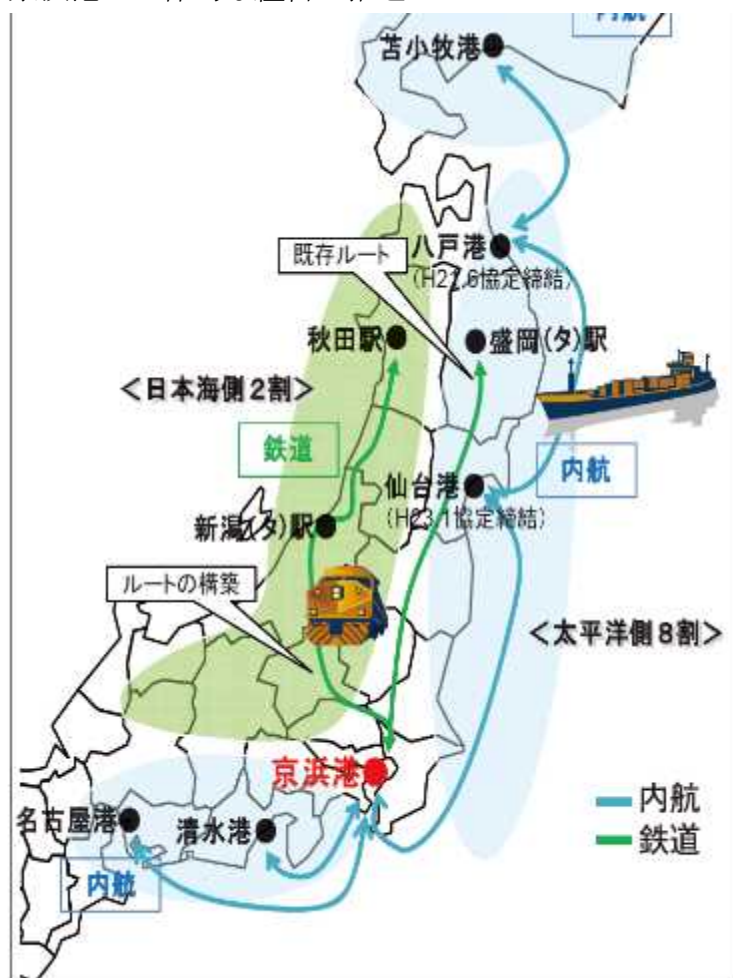 内航
苫小牧港
既存ルート
八戸港
(H21.6協定締結)
秋田駅
盛岡(タ)駅
<日本海側2割>
鉄道
仙台港
(H23.1協定締結)
内航
新潟(タ)駅
ルートの構築
<太平洋側8割>
京浜港
内航
鉄道
名古屋港
清水港
内航